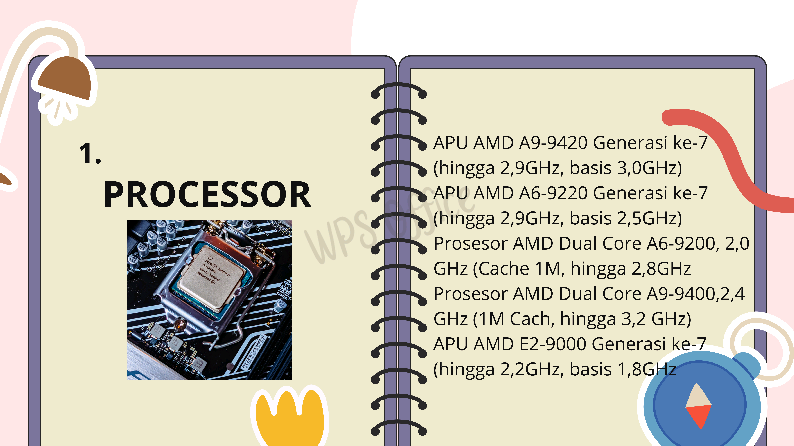 1.
PROCESSOR
APU AMD A9-9420 Generasi ke-7
(hingga 2,9GHz, basis 3,0GHz)
APU AMD A6-9220 Generasi ke-7
(hingga 2,9GHz, basis 2,5GHz)
Prosesor AMD Dual Core A6-9200, 2,0
GHz (Cache 1M, hingga 2,8GHz
Prosesor AMD Dual Core A9-9400,2,4
GHz (1M Cach, hingga 3,2 GHz)
APU AMD E2-9000 Generasi ke-7
(hingga 2,2GHz, basis 1,8GHz
WPS Office